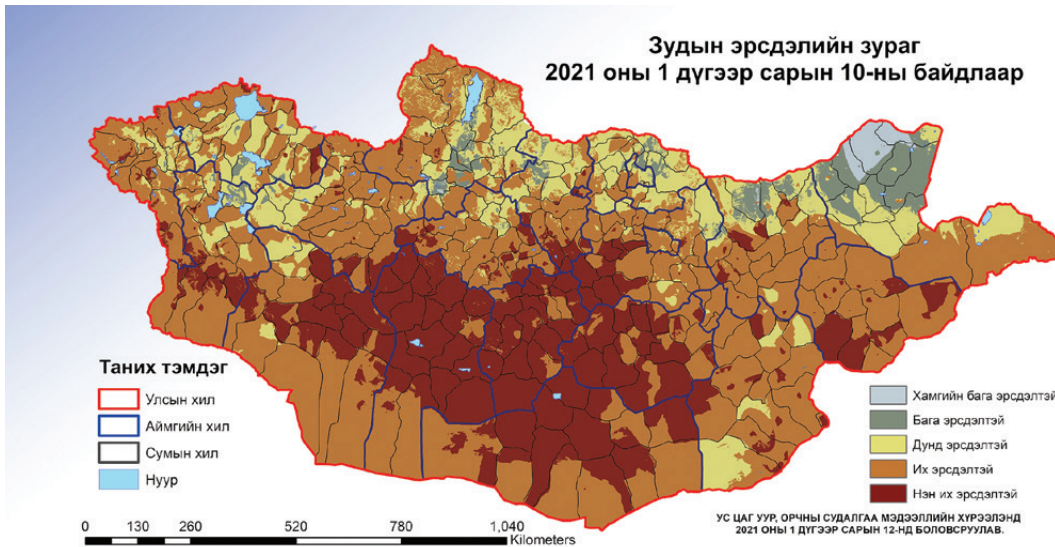 Зудын эрсдэлийн зураг
2021 оны 1 дүгээр сарын 10-ны байдлаар
Таних тэмдэг
Улсын хил
Аймгийн хил
Сумын хил
Нуур
0 130 260 520 780 1,040
Kilometers
Хамгийн бага эрсдэлтэй
Бага эрсдэлтэй
Дунд эрсдэлтэй
Их эрсдэлтэй
Нэн их эрсдэлтэй
УС ЦАГ УУР, ОРЧНЫ СУДАЛГАА МЭДЭЭЛЛИЙН ХҮРЭЭЛЭНД
2021 ОНЫ 1 ДҮГЭЭР САРЫН 12-НД БОЛОВСРУУЛАВ.